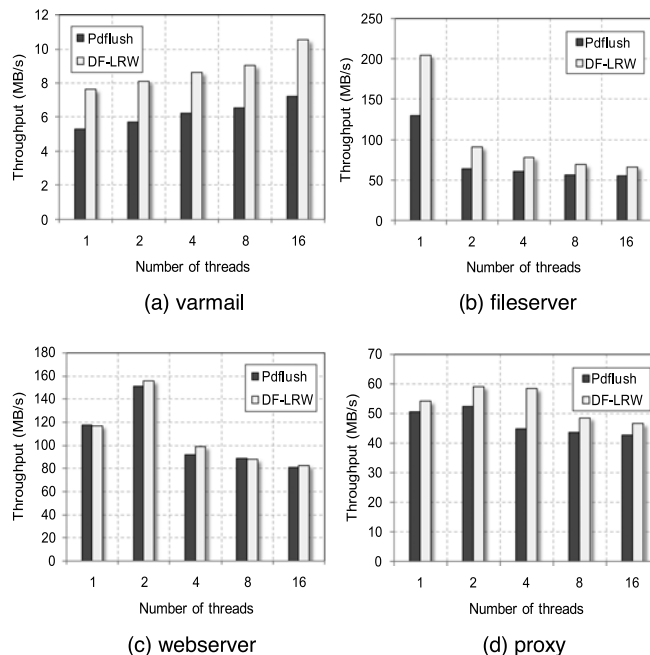 12
10
8
6
4
2
0
Throughput (MB/s)
Pdflush
DF-LRW
1 2 4 8 16
Number of threads
(a) varmail
250
200
150
100
50
0
Throughput (MB/s)
Pdflush
DF-LRW
1 2 4 8 16
Number of threads
(b) fileserver
180
160
140
120
100
80
60
40
20
0
Throughput (MB/s)
Pdflush
DF-LRW
1 2 4 8 16
Number of threads
(c) webserver
70
60
50
40
30
20
10
0
Throughput (MB/s)
Pdflush
DF-LRW
1 2 4 8 16
Number of threads
(d) proxy